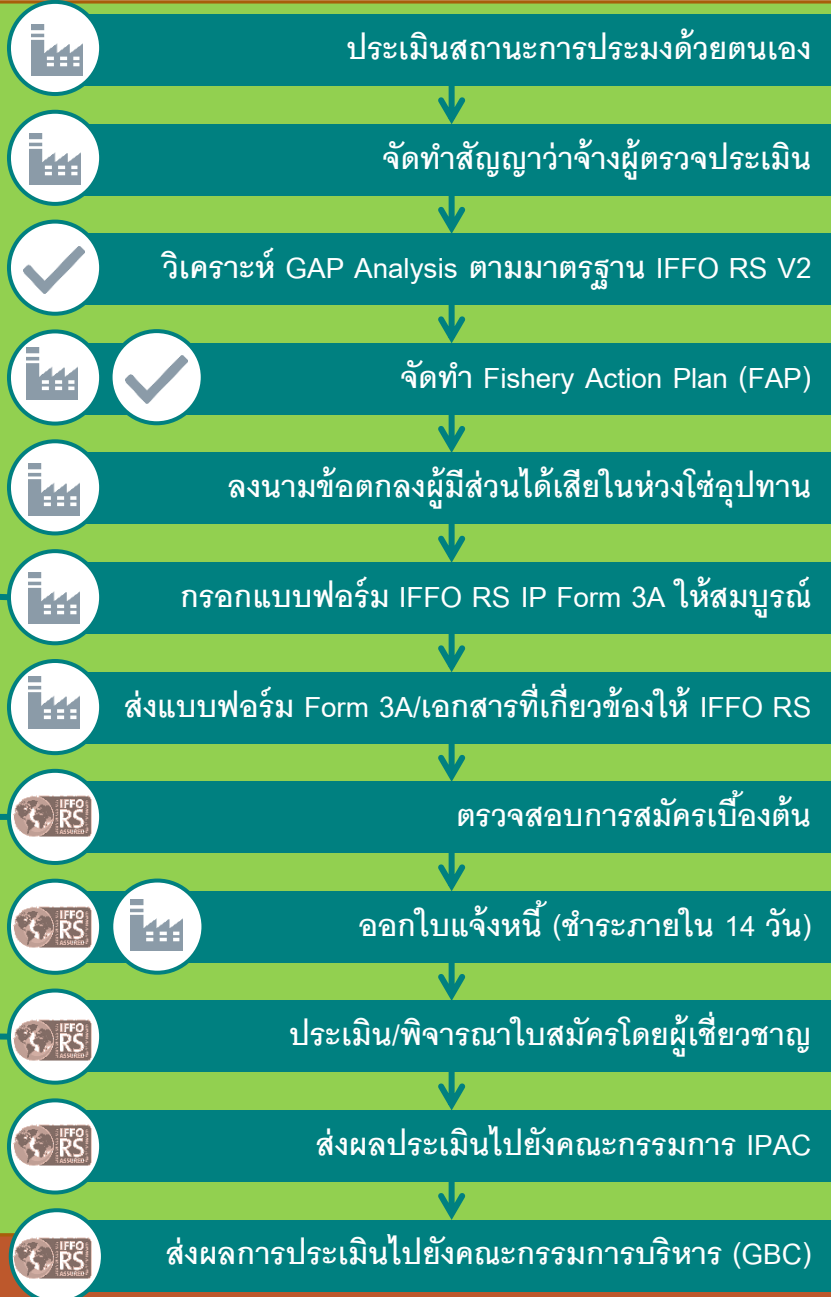 ประเมินสถานะการประมงด้วยตนเอง
จัดทำสัญญาว่าจ้างผู้ตรวจประเมิน
วิเคราะห์ GAP Analysis ตามมาตรฐาน IFFO RS V2
จัดทำ Fishery Action Plan (FAP)
ลงนามข้อตกลงผู้มีส่วนได้เสียในห่วงโซ่อุปทาน
กรอกแบบฟอร์ม IFFO RS IP Form 3A ให้สมบูรณ์
ส่งแบบฟอร์ม Form 3A/เอกสารที่เกี่ยวข้องให้ IFFO RS
IFFO RS ASSURED
ตรวจสอบการสมัครเบื้องต้น
IFFO RS ASSURED
ออกใบแจ้งหนี้ (ชำระภายใน 14 วัน)
IFFO RS ASSURED
ประเมิน/พิจารณาใบสมัครโดยผู้เชี่ยวชาญ
IFFO RS ASSURED
ส่งผลประเมินไปยังคณะกรรมการ IPAC
IFFO RS ASSURED
ส่งผลการประเมินไปยังคณะกรรมการบริหาร (GBC)